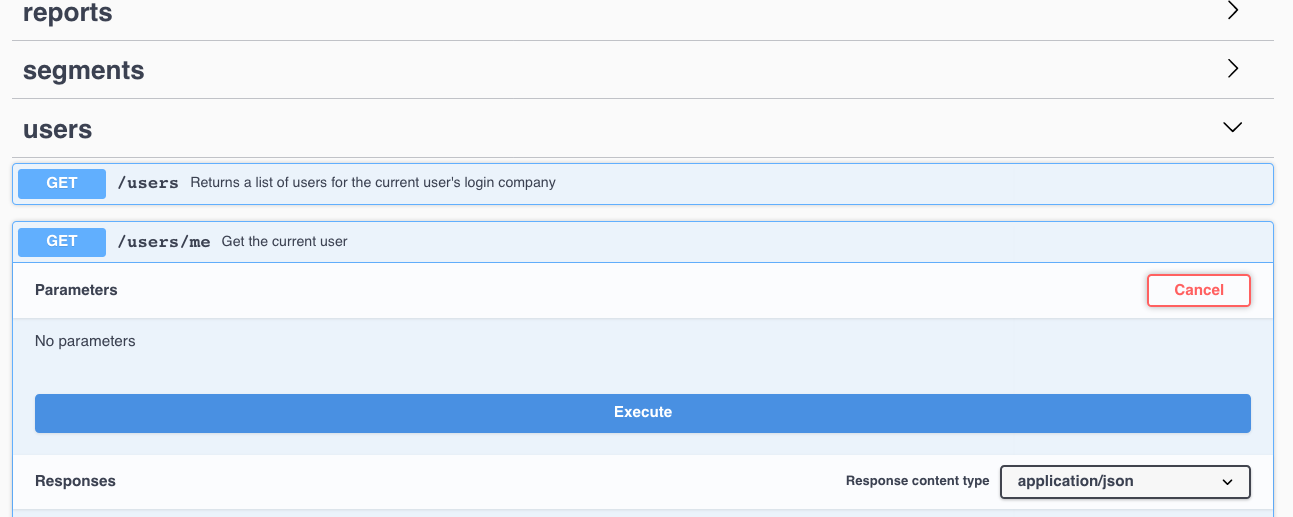 reports
segments
users
GET /users Returns a list of users for the current user's login company
GET /users/me Get the current user
Parameters Cancel
No parameters
Execute
Responses Response content type application/json